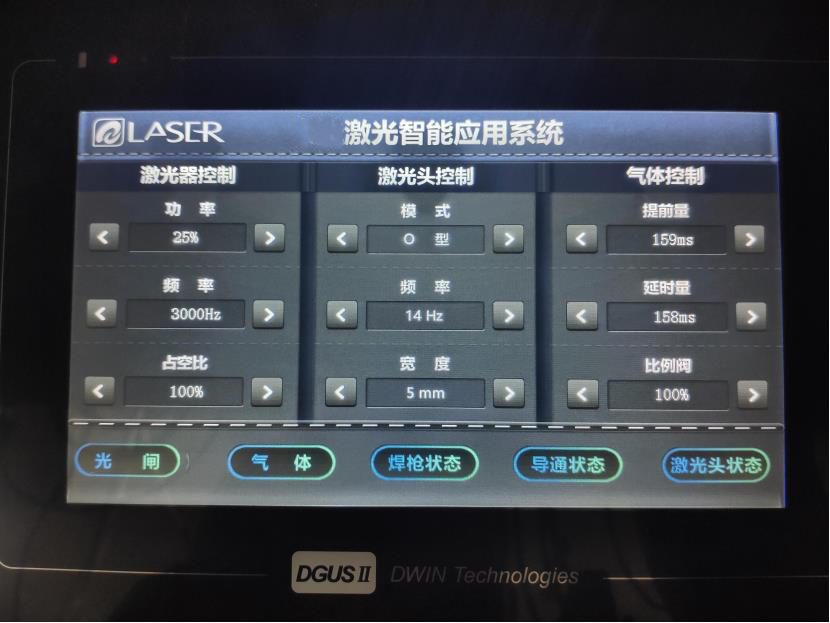 LASER
激光智能应用系统
激光器控制 激光头控制 气体控制
功 率 模 式 提前量
25% O 型 159ms
频 率 频 率 延时量
3000Hz 14 Hz 158ms
占空比 宽 度 比例阀
100% 5 mm 100%
光 闸 气 体 焊枪状态 导通状态 激光头状态
DGUS II DWIN Technologies